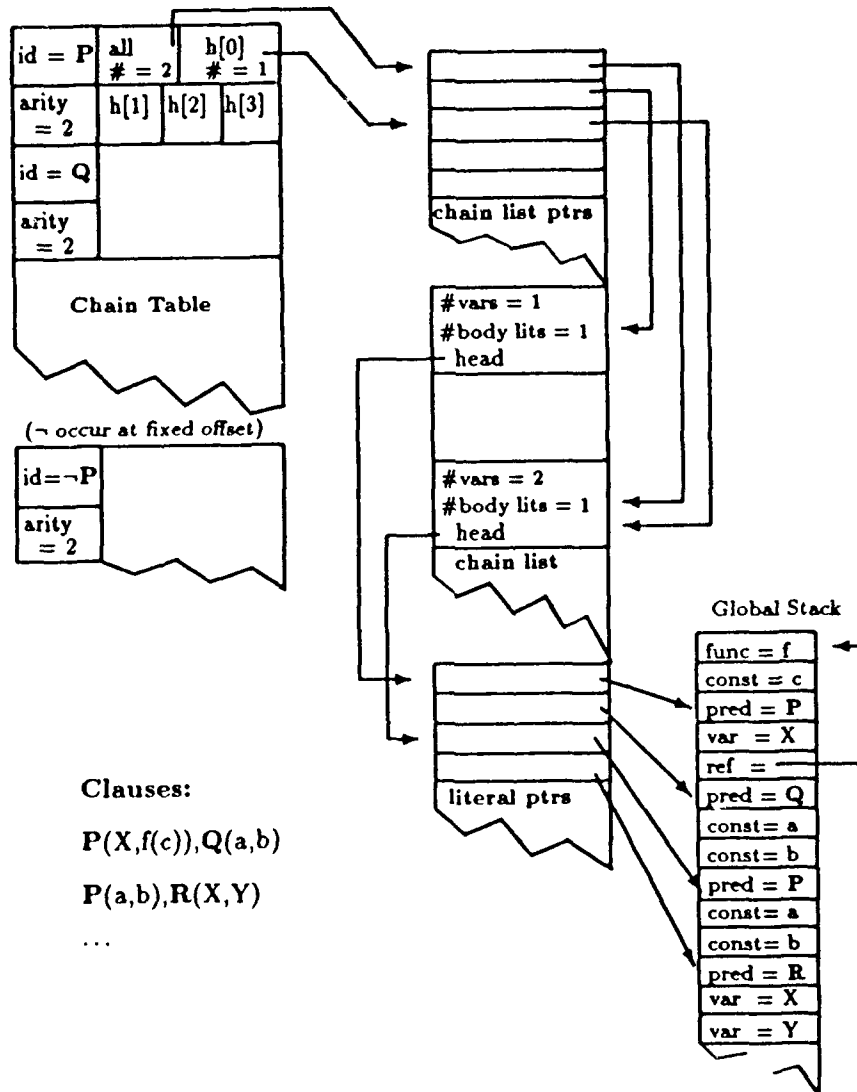 id = P
all
# = 2
h[0]
# = 1
arity
= 2
h[1]
h[2]
h[3]
id = Q
arity
= 2
Chain Table
(¬ occur at fixed offset)
id=¬P
arity
= 2
chain list ptrs
#vars = 1
#body lits = 1
head
#vars = 2
#body lits = 1
head
chain list
literal ptrs
Global Stack
func = f
const = c
pred = P
var = X
ref =
pred = Q
const= a
const= b
pred = P
const= a
const= b
pred = R
var = X
var = Y
Clauses:
P(X,f(c)),Q(a,b)
P(a,b),R(X,Y)
...